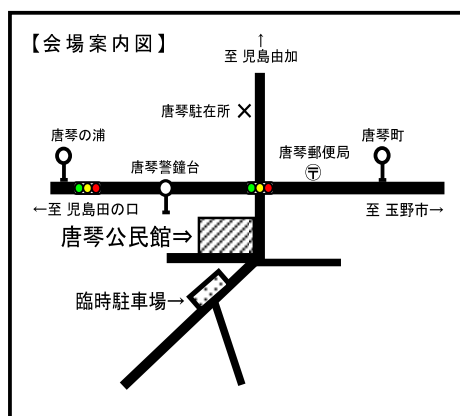 【会場案内図】
↑
至 児島由加
唐琴駐在所
唐琴の浦
唐琴警鐘台
唐琴郵便局
〒
唐琴町
←至 児島田の口
至 玉野市→
唐琴公民館⇒
臨時駐車場→